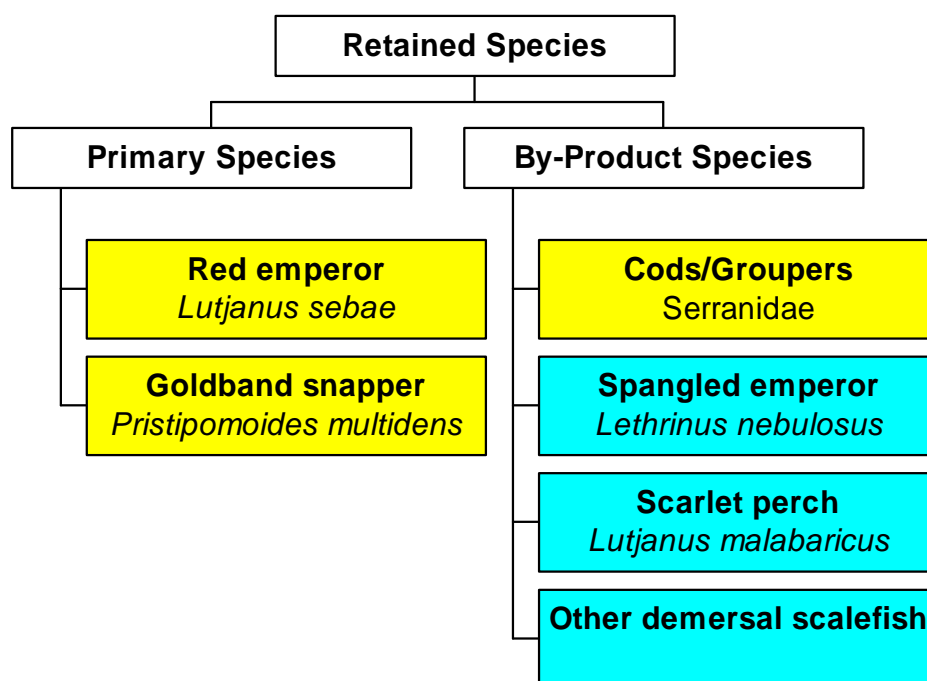 Retained Species
Primary Species
By-Product Species
Red emperor
Lutjanus sebae
Goldband snapper
Pristipomoides multidens
Cods/Groupers
Serranidae
Spangled emperor
Lethrinus nebulosus
Scarlet perch
Lutjanus malabaricus
Other demersal scalefish